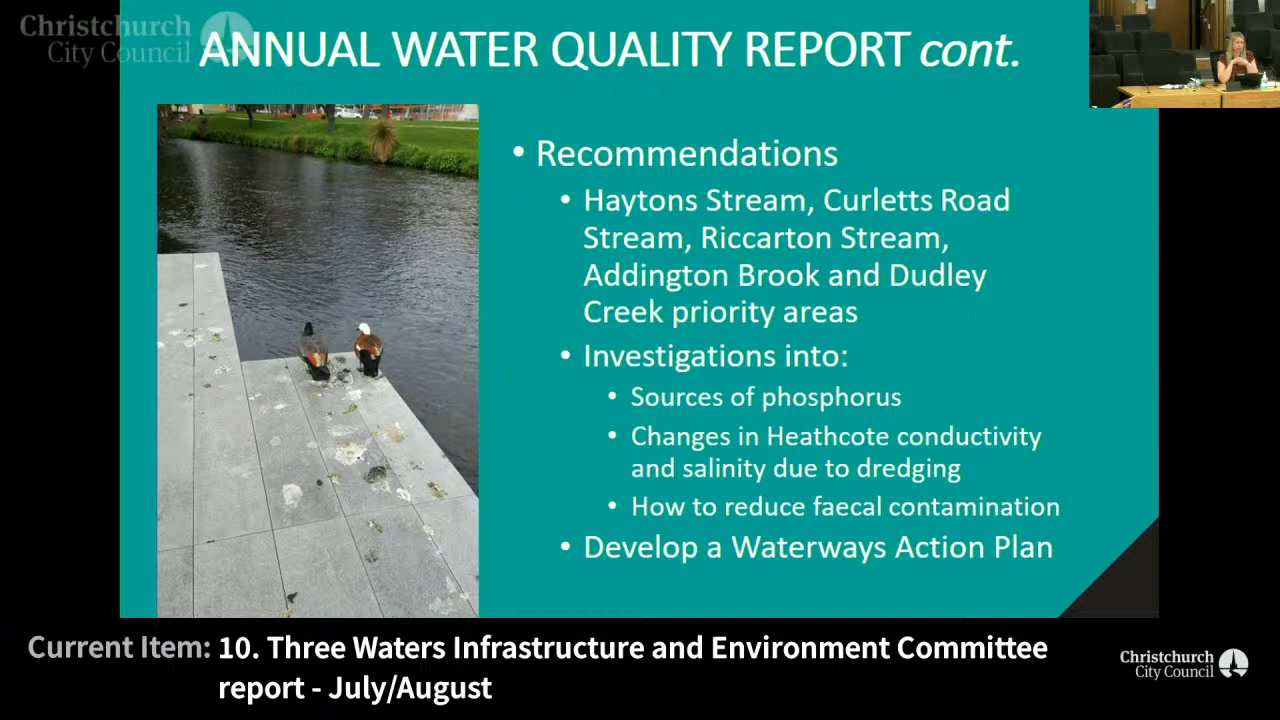 Christchurch
City Council
ANNUAL WATER QUALITY REPORT cont.
• Recommendations
• Haytons Stream, Curletts Road
Stream, Riccarton Stream,
Addington Brook and Dudley
Creek priority areas
• Investigations into:
• Sources of phosphorus
• Changes in Heathcote conductivity
and salinity due to dredging
• How to reduce faecal contamination
• Develop a Waterways Action Plan
Current Item: 10. Three Waters Infrastructure and Environment Committee
report - July/August
Christchurch
City Council